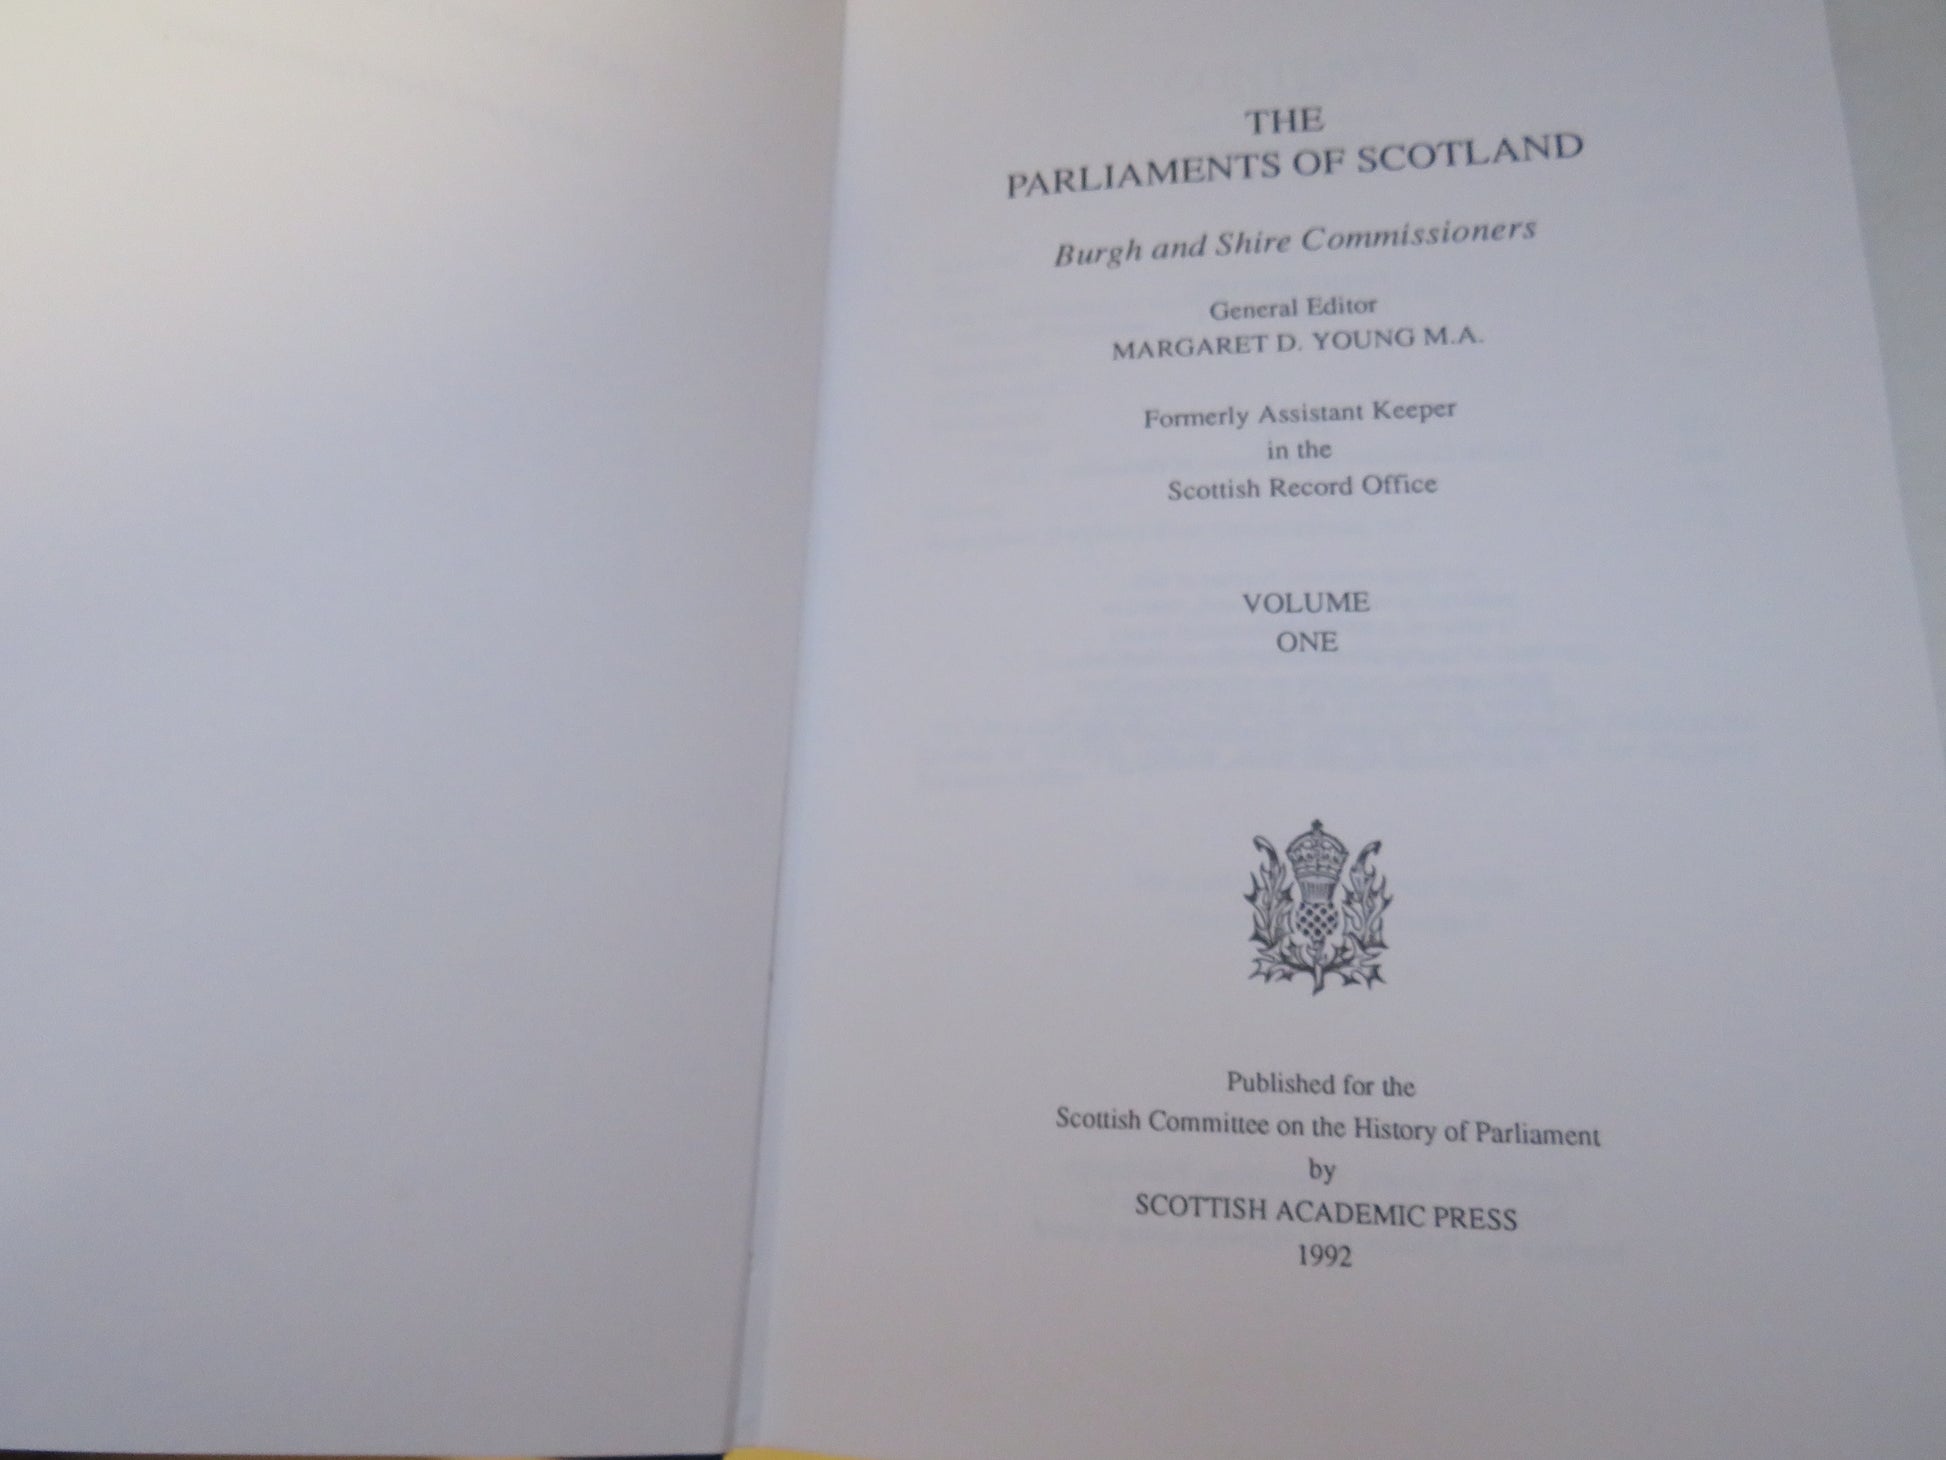 THE
PARLIAMENTS OF SCOTLAND
Burgh and Shire Commissioners
General Editor
MARGARET D. YOUNG M.A.
Formerly Assistant Keeper
in the
Scottish Record Office
VOLUME
ONE
Published for the
Scottish Committee on the History of Parliament
by
SCOTTISH ACADEMIC PRESS
1992